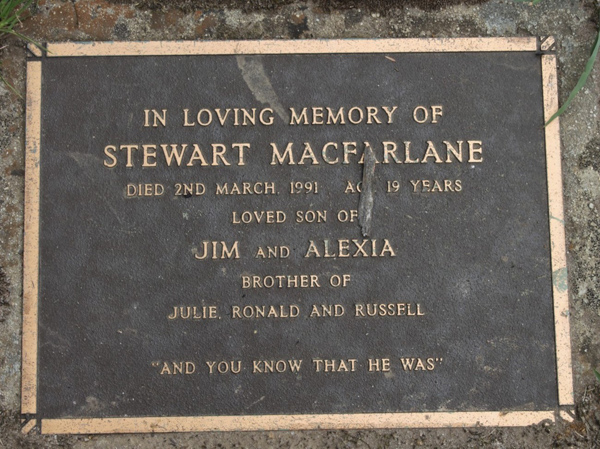 IN LOVING MEMORY OF
STEWART MACFARLANE
DIED 2ND MARCH, 1991 19 YEARS
LOVED SON OF
JIM AND ALEXIA
BROTHER OF
JULIE, RONALD AND RUSSELL
"AND YOU KNOW THAT HE WAS"